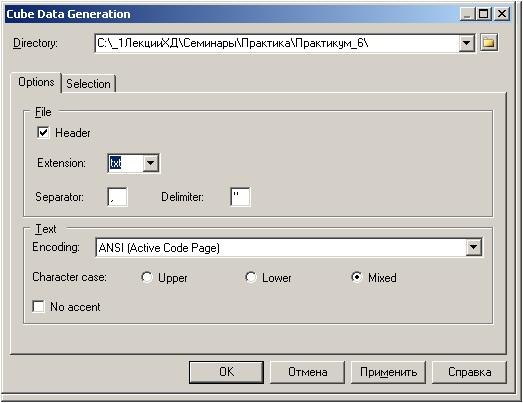 Cube Data Generation
Directory: C:\_1ЛекцииХД\Семинары\Практика\Практикум_6\
Options Selection
File
Header
Extension: txt
Separator: , Delimiter: "
Text
Encoding: ANSI (Active Code Page)
Character case: Upper Lower Mixed
No accent
OK Отмена Применить Справка